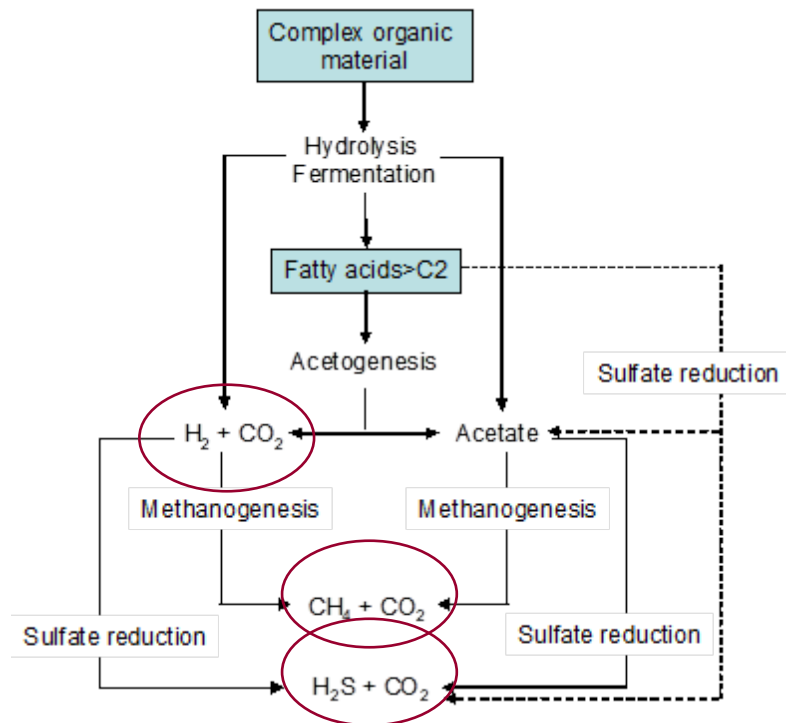 Complex organic
material
Hydrolysis
Fermentation
Fatty acids>C2
Acetogenesis
Sulfate reduction
H₂ + CO₂
Acetate
Methanogenesis
Methanogenesis
CH₄ + CO₂
Sulfate reduction
Sulfate reduction
H₂S + CO₂